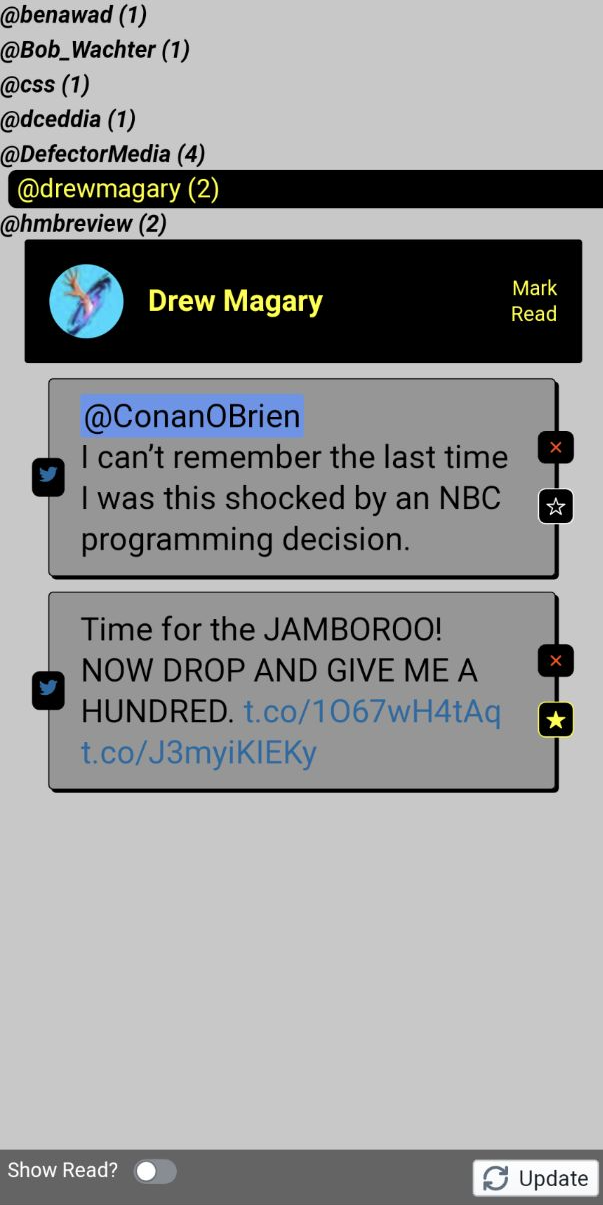 @benawad (1)
@Bob_Wachter (1)
@css (1)
@dceddia (1)
@DefectorMedia (4)
@drewmagary (2)
@hmbreview (2)
Drew Magary
Mark
Read
@ConanOBrien
I can’t remember the last time
I was this shocked by an NBC
programming decision.
Time for the JAMBOROO!
NOW DROP AND GIVE ME A
HUNDRED. t.co/1O67wH4tAq
t.co/J3myiKIEKy
Show Read?
Update